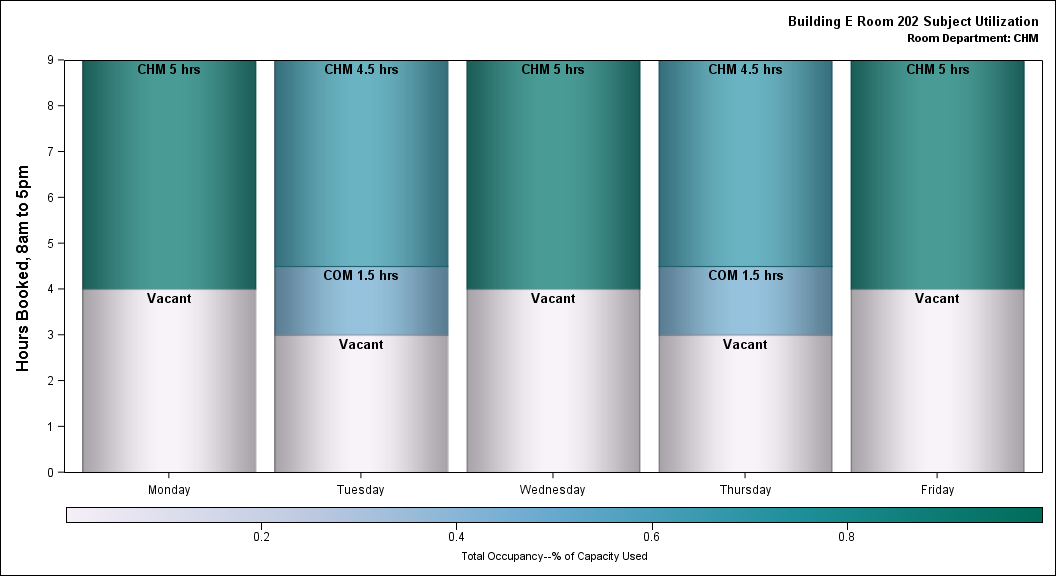 Building E Room 202 Subject Utilization
Room Department: CHM
Hours Booked, 8am to 5pm
9
8
7
6
5
4
3
2
1
0
CHM 5 hrs CHM 4.5 hrs CHM 5 hrs CHM 4.5 hrs CHM 5 hrs
COM 1.5 hrs COM 1.5 hrs
Vacant Vacant Vacant
Vacant Vacant
Monday Tuesday Wednesday Thursday Friday
0.2 0.4 0.6 0.8
Total Occupancy--% of Capacity Used